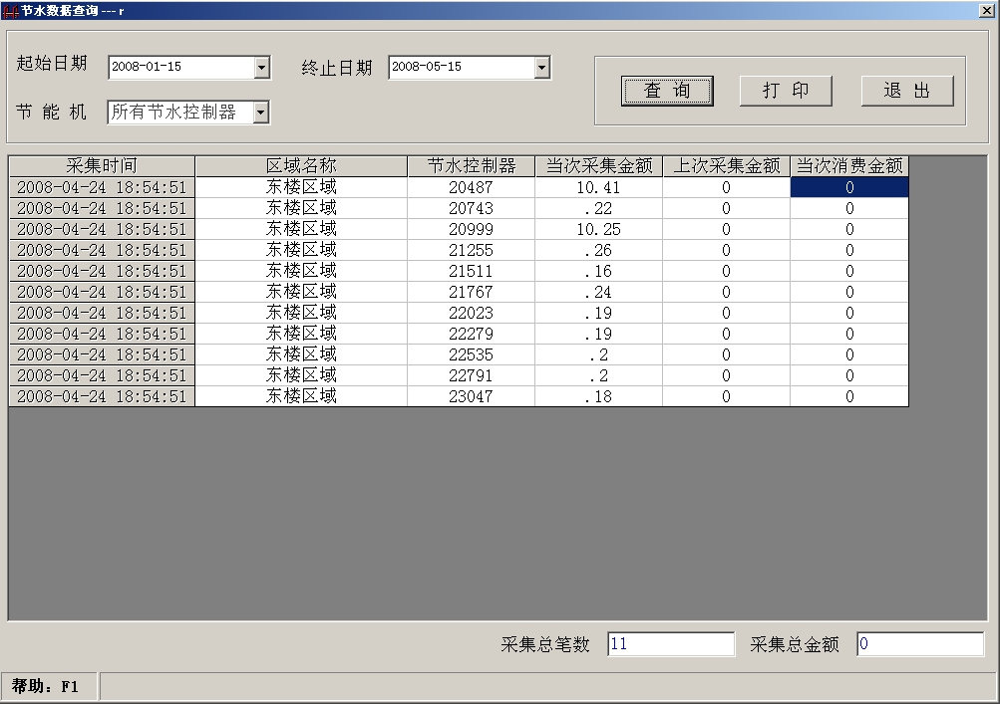 节水数据查询 --- r
起始日期 2008-01-15 终止日期 2008-05-15
查 询 打 印 退 出
节 能 机 所有节水控制器
采集时间 区域名称 节水控制器 当次采集金额 上次采集金额 当次消费金额
2008-04-24 18:54:51 东楼区域 20487 10.41 0 0
2008-04-24 18:54:51 东楼区域 20743 .22 0 0
2008-04-24 18:54:51 东楼区域 20999 10.25 0 0
2008-04-24 18:54:51 东楼区域 21255 .26 0 0
2008-04-24 18:54:51 东楼区域 21511 .16 0 0
2008-04-24 18:54:51 东楼区域 21767 .24 0 0
2008-04-24 18:54:51 东楼区域 22023 .19 0 0
2008-04-24 18:54:51 东楼区域 22279 .19 0 0
2008-04-24 18:54:51 东楼区域 22535 .2 0 0
2008-04-24 18:54:51 东楼区域 22791 .2 0 0
2008-04-24 18:54:51 东楼区域 23047 .18 0 0
采集总笔数 11 采集总金额 0
帮助：F1